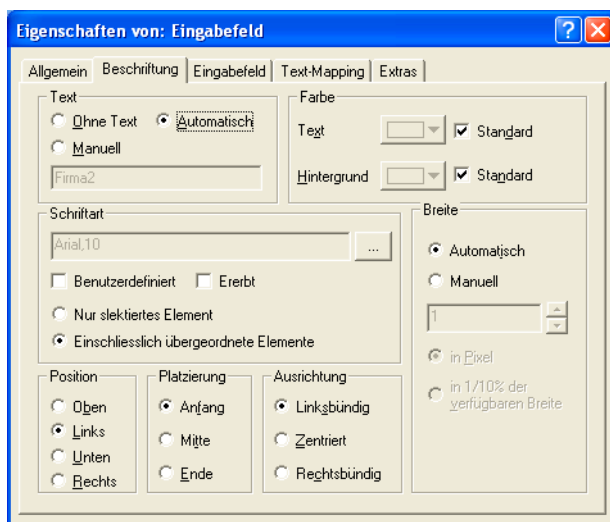 Eigenschaften von: Eingabefeld
Allgemein Beschriftung Eingabefeld Text-Mapping Extras
Text
Ohne Text Automatisch
Manuell
Firma2
Farbe
Text Standard
Hintergrund Standard
Schriftart
Arial,10 ...
Benutzerdefiniert Ererbt
Nur slektiertes Element
Einschliesslich übergeordnete Elemente
Breite
Automatisch
Manuell
1
in Pixel
in 1/10% der
verfügbaren Breite
Position
Oben
Links
Unten
Rechts
Platzierung
Anfang
Mitte
Ende
Ausrichtung
Linksbündig
Zentriert
Rechtsbündig